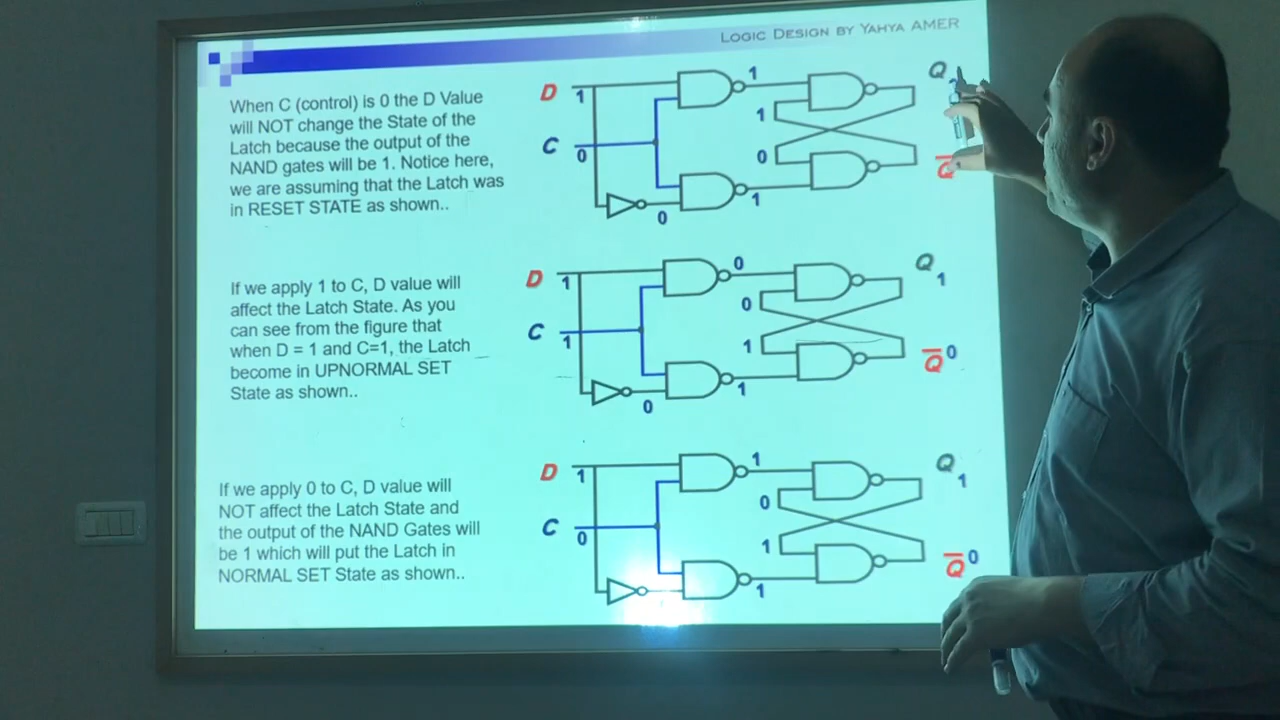 LOGIC DESIGN BY YAHYA AMER
When C (control) is 0 the D Value
will NOT change the State of the
Latch because the output of the
NAND gates will be 1. Notice here,
we are assuming that the Latch was
in RESET STATE as shown..
D 1
C 0
0
1
1
0
1
Q
Q
If we apply 1 to C, D value will
affect the Latch State. As you
can see from the figure that
when D = 1 and C=1, the Latch
become in UPNORMAL SET
State as shown..
D 1
C 1
0
0
0
1
1
Q 1
Q 0
If we apply 0 to C, D value will
NOT affect the Latch State and
the output of the NAND Gates will
be 1 which will put the Latch in
NORMAL SET State as shown..
D 1
C 0
1
0
1
1
Q 1
Q 0